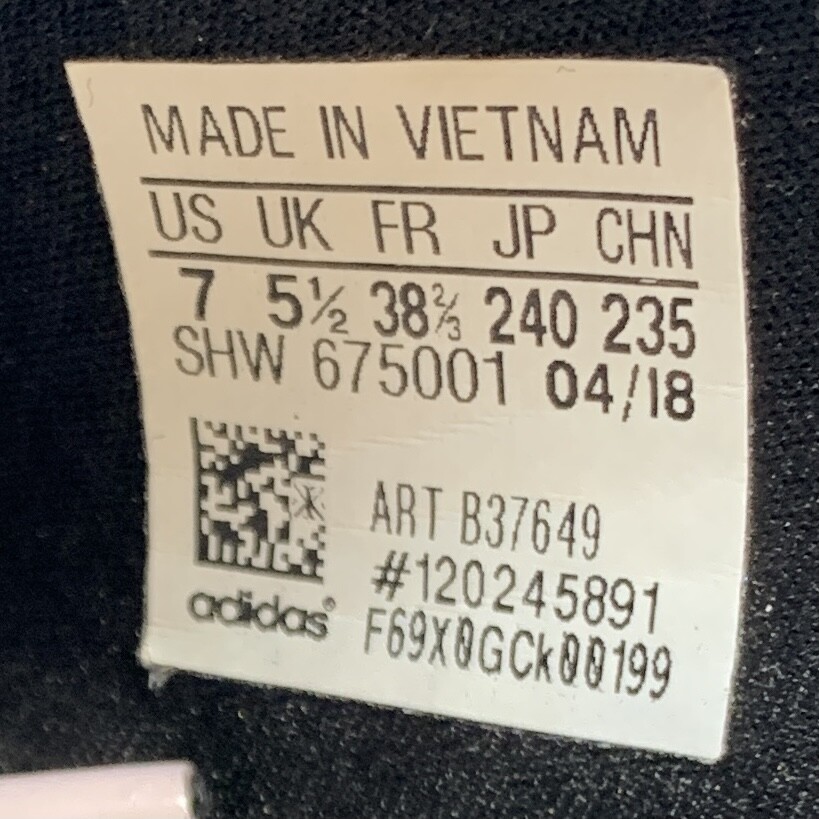 MADE IN VIETNAM
US UK FR JP CHN
7 5½ 38⅔ 240 235
SHW 675001 04/18
ART B37649
#120245891
adidas®
F69X0GCk00199